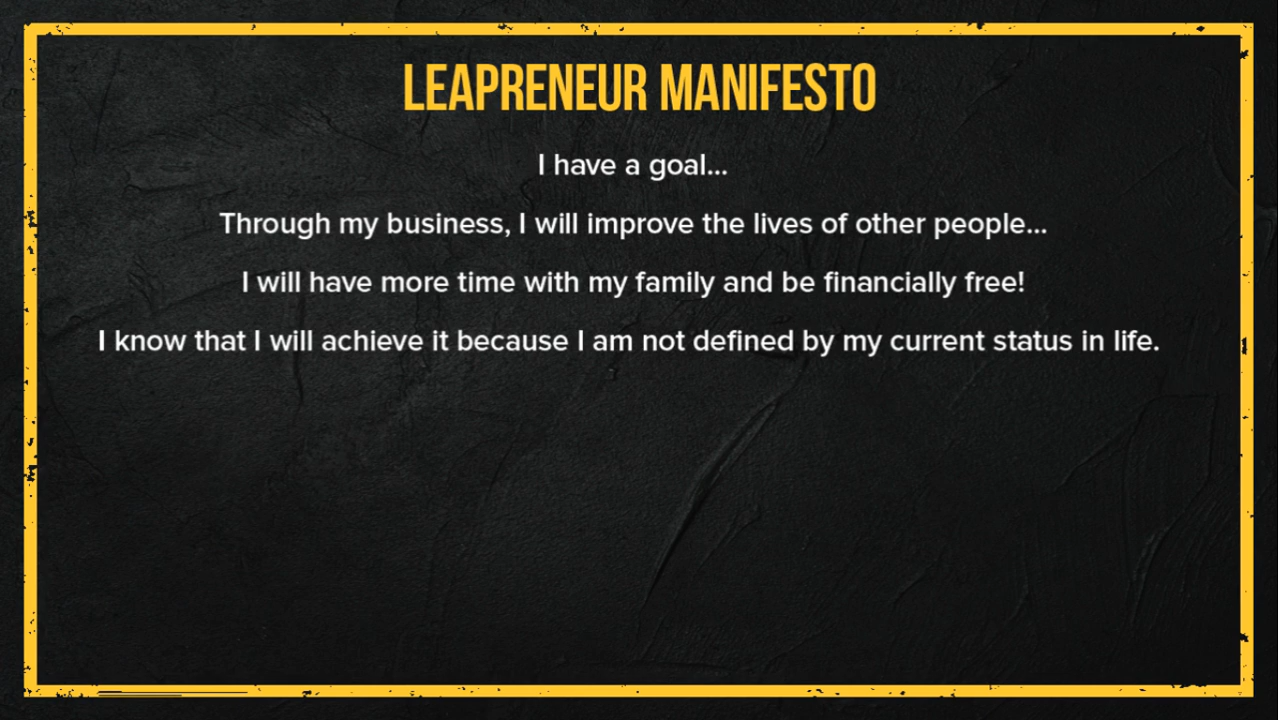 LEAPRENEUR MANIFESTO
I have a goal...
Through my business, I will improve the lives of other people...
I will have more time with my family and be financially free!
I know that I will achieve it because I am not defined by my current status in life.